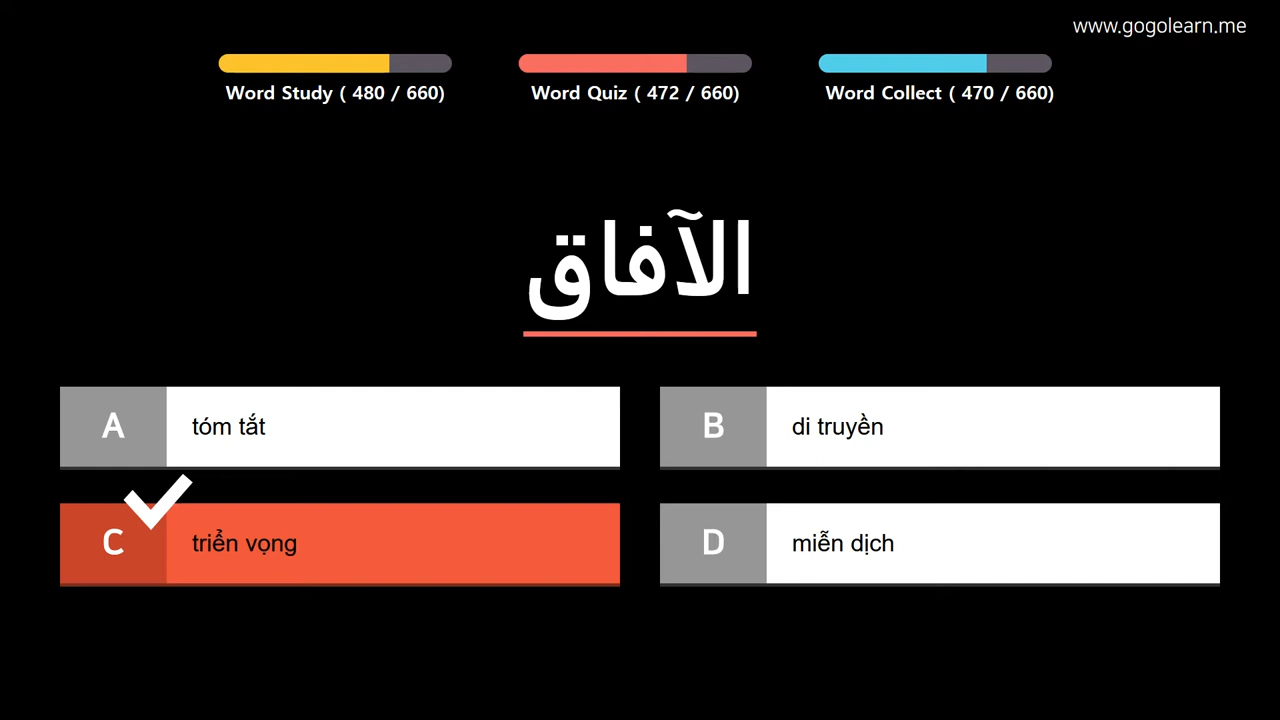 www.gogolearn.me
Word Study ( 480 / 660)
Word Quiz ( 472 / 660)
Word Collect ( 470 / 660)
الآفاق
A tóm tắt
B di truyền
C triển vọng
D miễn dịch